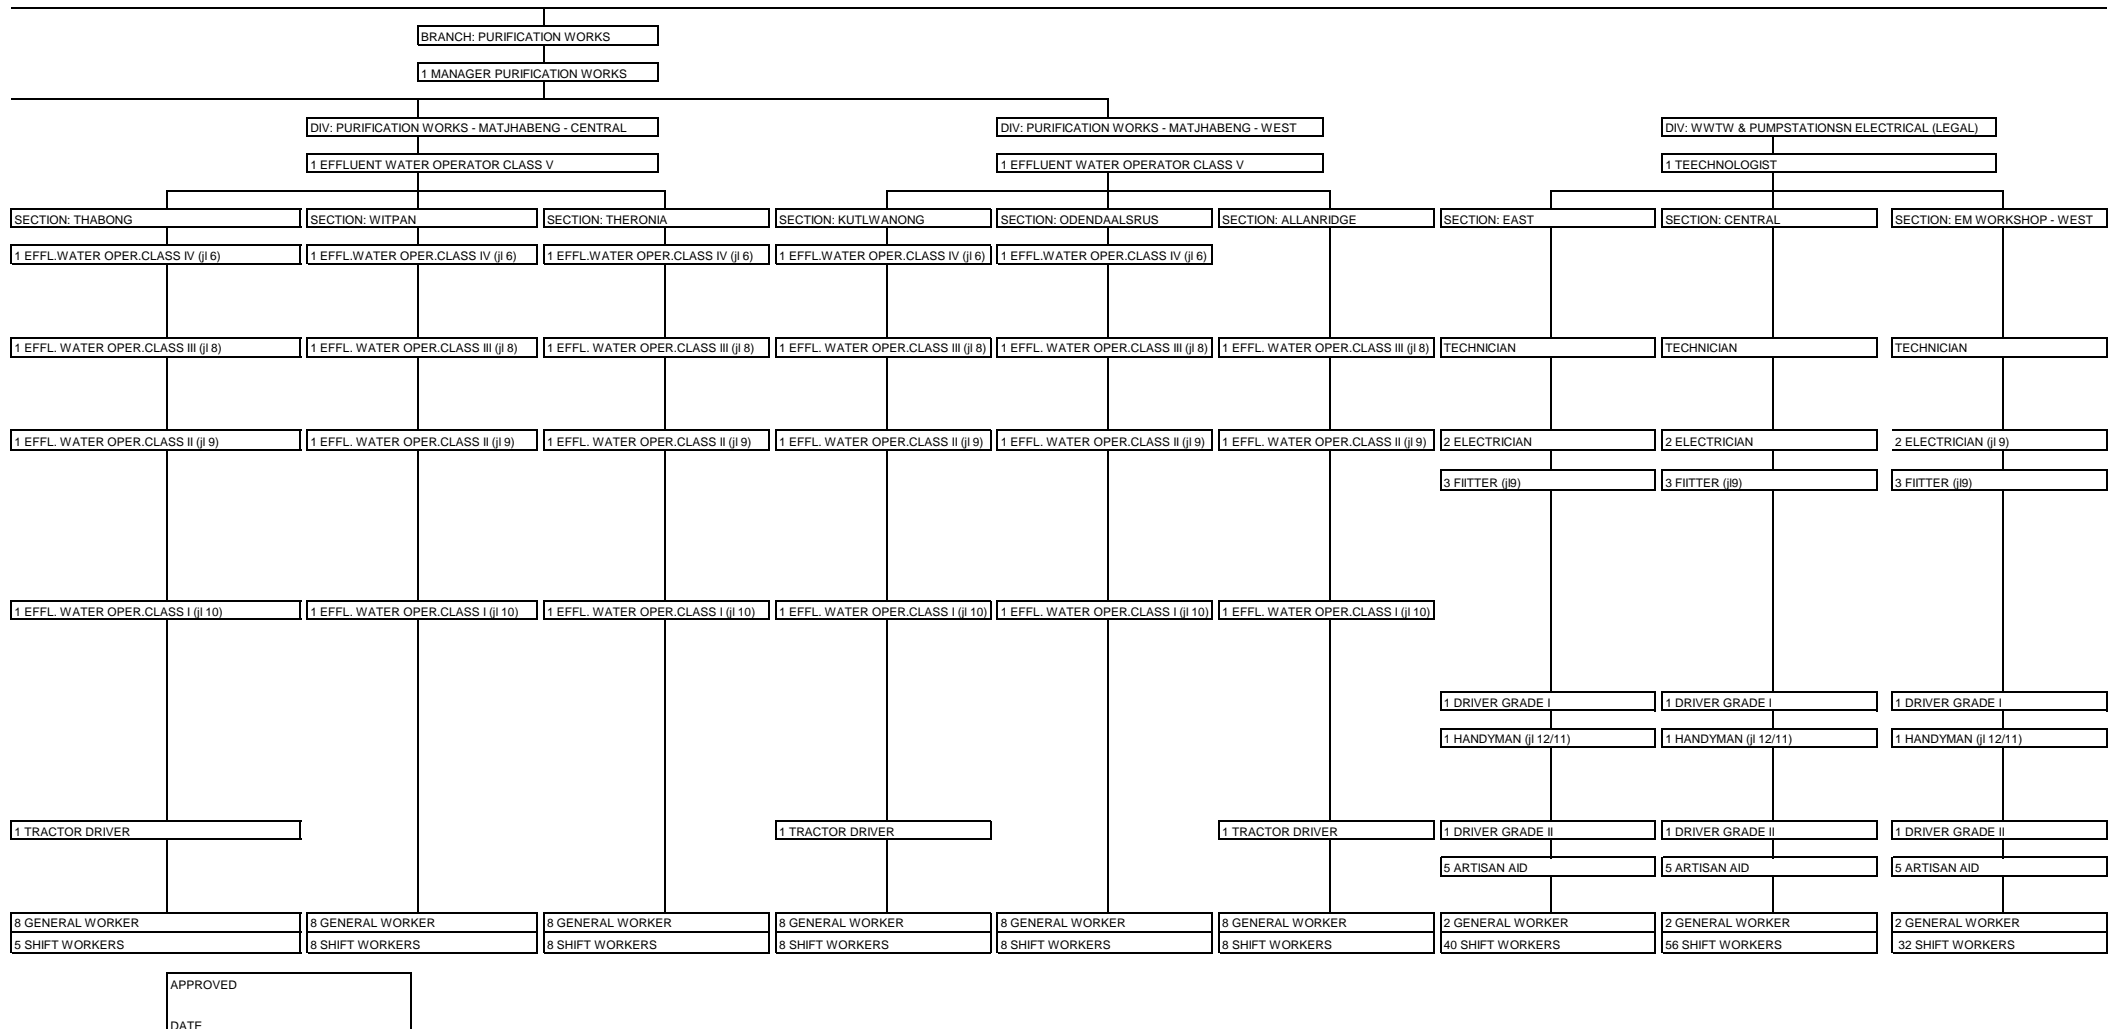 BRANCH: PURIFICATION WORKS
1 MANAGER PURIFICATION WORKS
DIV: PURIFICATION WORKS - MATJHABENG - CENTRAL
DIV: PURIFICATION WORKS - MATJHABENG - WEST
DIV: WWTW & PUMPSTATIONSN ELECTRICAL (LEGAL)
1 EFFLUENT WATER OPERATOR CLASS V
1 EFFLUENT WATER OPERATOR CLASS V
1 TEECHNOLOGIST
SECTION: THABONG
SECTION: WITPAN
SECTION: THERONIA
SECTION: KUTLWANONG
SECTION: ODENDAALSRUS
SECTION: ALLANRIDGE
SECTION: EAST
SECTION: CENTRAL
SECTION: EM WORKSHOP - WEST
1 EFFL.WATER OPER.CLASS IV (jl 6)
1 EFFL.WATER OPER.CLASS IV (jl 6)
1 EFFL.WATER OPER.CLASS IV (jl 6)
1 EFFL.WATER OPER.CLASS IV (jl 6)
1 EFFL.WATER OPER.CLASS IV (jl 6)
1 EFFL. WATER OPER.CLASS III (jl 8)
1 EFFL. WATER OPER.CLASS III (jl 8)
1 EFFL. WATER OPER.CLASS III (jl 8)
1 EFFL. WATER OPER.CLASS III (jl 8)
1 EFFL. WATER OPER.CLASS III (jl 8)
1 EFFL. WATER OPER.CLASS III (jl 8)
TECHNICIAN
TECHNICIAN
TECHNICIAN
1 EFFL. WATER OPER.CLASS II (jl 9)
1 EFFL. WATER OPER.CLASS II (jl 9)
1 EFFL. WATER OPER.CLASS II (jl 9)
1 EFFL. WATER OPER.CLASS II (jl 9)
1 EFFL. WATER OPER.CLASS II (jl 9)
1 EFFL. WATER OPER.CLASS II (jl 9)
2 ELECTRICIAN
2 ELECTRICIAN
2 ELECTRICIAN (jl 9)
3 FIITTER (jl9)
3 FIITTER (jl9)
3 FIITTER (jl9)
1 EFFL. WATER OPER.CLASS I (jl 10)
1 EFFL. WATER OPER.CLASS I (jl 10)
1 EFFL. WATER OPER.CLASS I (jl 10)
1 EFFL. WATER OPER.CLASS I (jl 10)
1 EFFL. WATER OPER.CLASS I (jl 10)
1 EFFL. WATER OPER.CLASS I (jl 10)
1 DRIVER GRADE I
1 DRIVER GRADE I
1 DRIVER GRADE I
1 HANDYMAN (jl 12/11)
1 HANDYMAN (jl 12/11)
1 HANDYMAN (jl 12/11)
1 TRACTOR DRIVER
1 TRACTOR DRIVER
1 TRACTOR DRIVER
1 DRIVER GRADE II
1 DRIVER GRADE II
1 DRIVER GRADE II
5 ARTISAN AID
5 ARTISAN AID
5 ARTISAN AID
8 GENERAL WORKER
8 GENERAL WORKER
8 GENERAL WORKER
8 GENERAL WORKER
8 GENERAL WORKER
8 GENERAL WORKER
2 GENERAL WORKER
2 GENERAL WORKER
2 GENERAL WORKER
5 SHIFT WORKERS
8 SHIFT WORKERS
8 SHIFT WORKERS
8 SHIFT WORKERS
8 SHIFT WORKERS
8 SHIFT WORKERS
40 SHIFT WORKERS
56 SHIFT WORKERS
32 SHIFT WORKERS
APPROVED
DATE